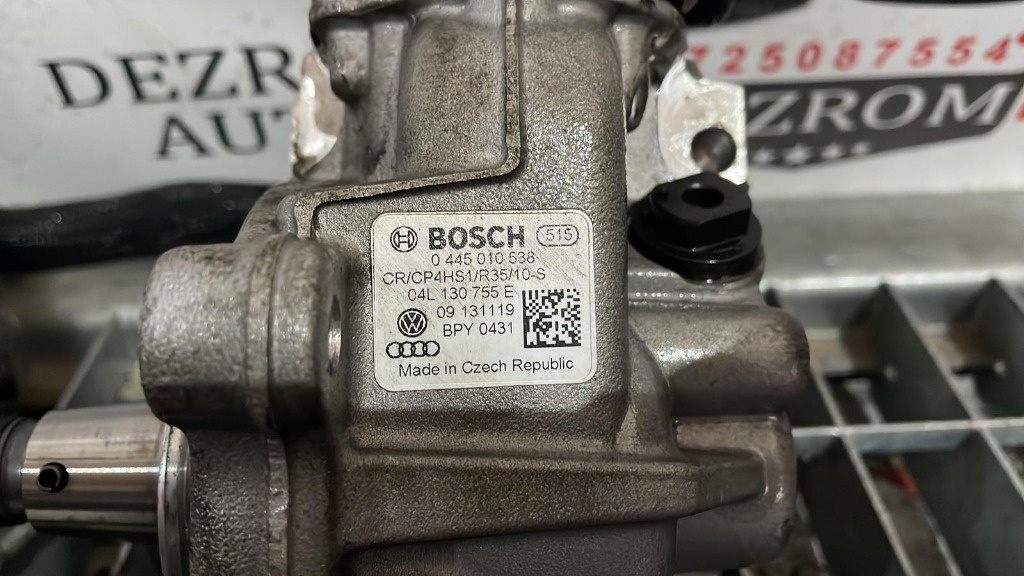 DEZR
AUT
725087554
ZROM
BOSCH 515
0 445 010 538
CR/CP4HS1/R35/10-S
04L 130 755 E
09 131119
BPY 0431
Made in Czech Republic